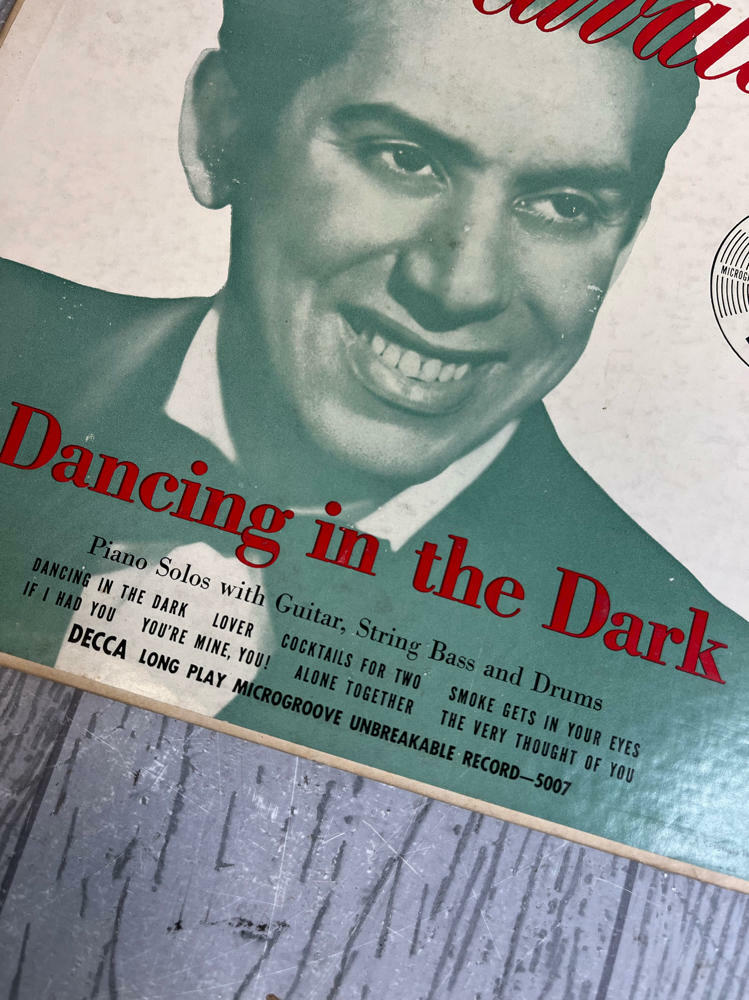 Dancing in the Dark
Piano Solos with Guitar, String Bass and Drums
DANCING IN THE DARK LOVER COCKTAILS FOR TWO SMOKE GETS IN YOUR EYES
IF I HAD YOU YOU'RE MINE, YOU! ALONE TOGETHER THE VERY THOUGHT OF YOU
DECCA LONG PLAY MICROGROOVE UNBREAKABLE RECORD—5007